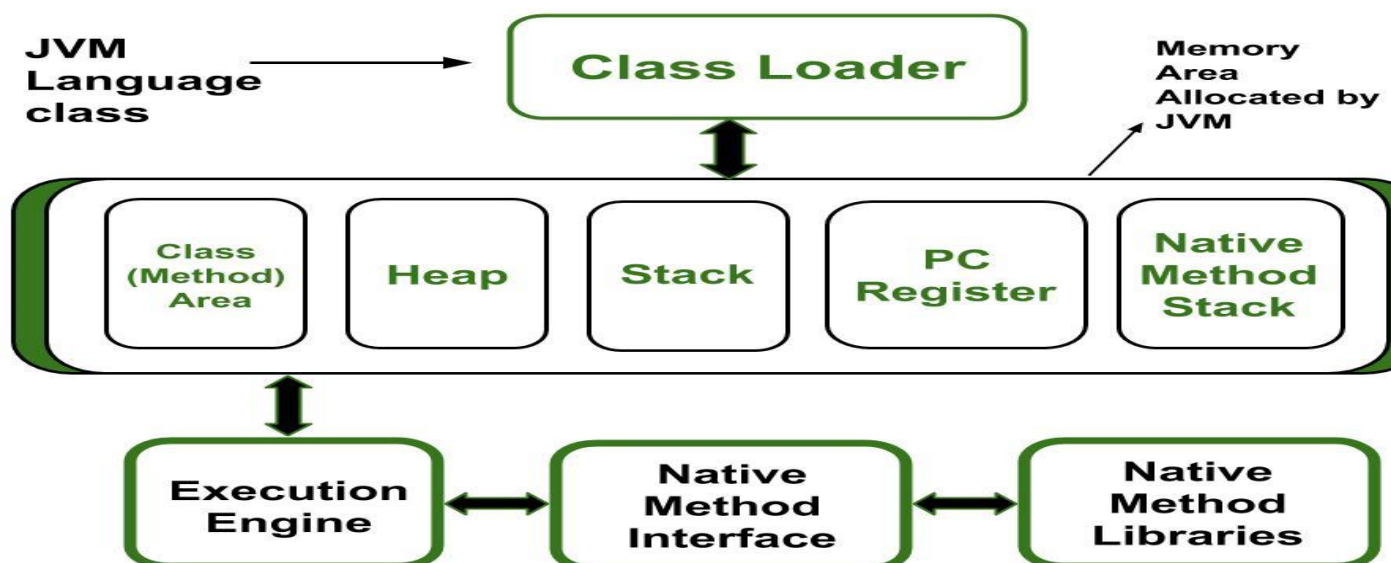 JVM
Language
class
Class Loader
Memory
Area
Allocated by
JVM
Class
(Method)
Area
Heap
Stack
PC
Register
Native
Method
Stack
Execution
Engine
Native
Method
Interface
Native
Method
Libraries